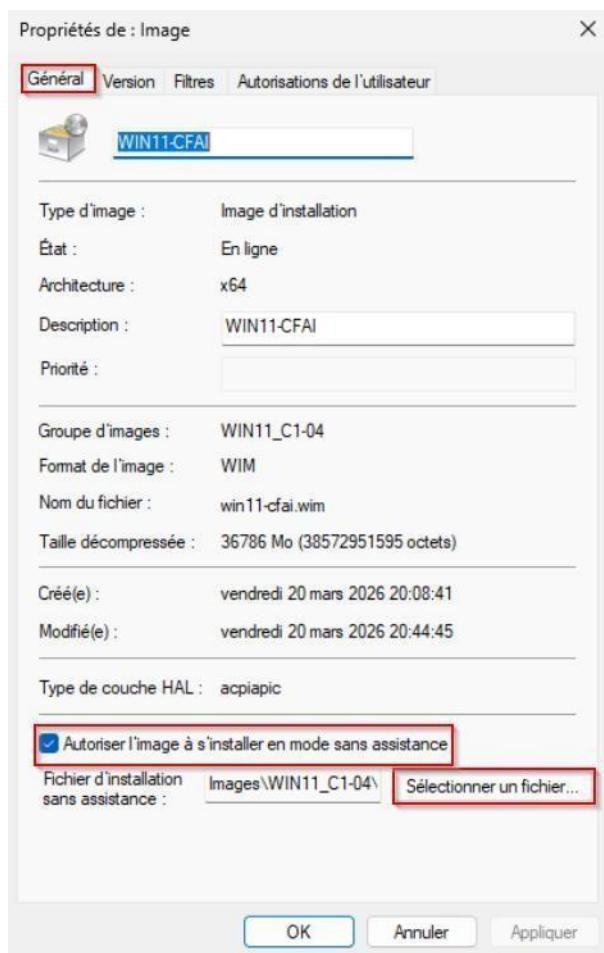 Propriétés de : Image
Général Version Filtres Autorisations de l'utilisateur
WIN11-CFAI
Type d'image : Image d'installation
État : En ligne
Architecture : x64
Description : WIN11-CFAI
Priorité :
Groupe d'images : WIN11_C1-04
Format de l'image : WIM
Nom du fichier : win11-cfai.wim
Taille décompressée : 36786 Mo (38572951595 octets)
Créé(e) : vendredi 20 mars 2026 20:08:41
Modifié(e) : vendredi 20 mars 2026 20:44:45
Type de couche HAL : acpiapic
Autoriser l'image à s'installer en mode sans assistance
Fichier d'installation
sans assistance : Images\WIN11_C1-04\ Sélectionner un fichier...
OK Annuler Appliquer